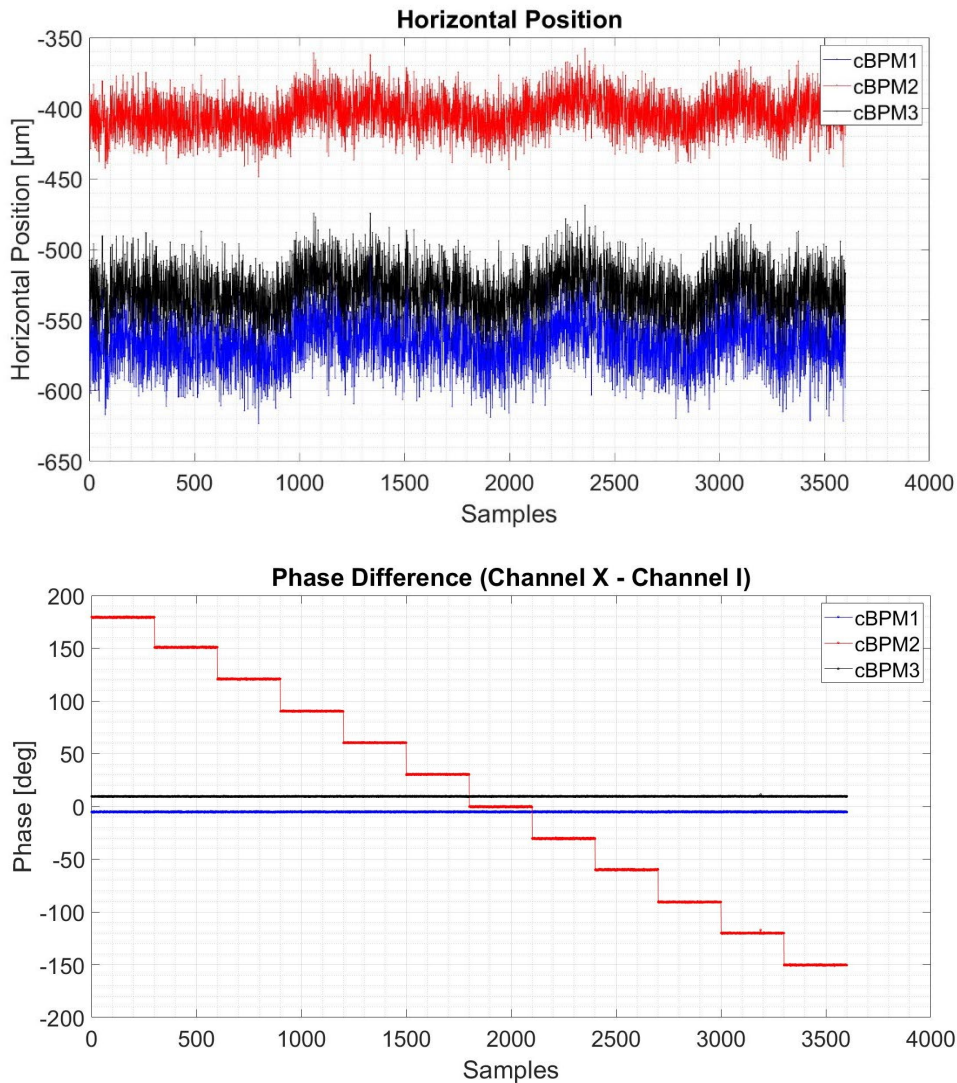 Horizontal Position
-350
-400
-450
-500
-550
-600
-650
Horizontal Position [µm]
cBPM1
cBPM2
cBPM3
0 500 1000 1500 2000 2500 3000 3500 4000
Samples
Phase Difference (Channel X - Channel I)
200
150
100
50
0
-50
-100
-150
-200
Phase [deg]
cBPM1
cBPM2
cBPM3
0 500 1000 1500 2000 2500 3000 3500 4000
Samples